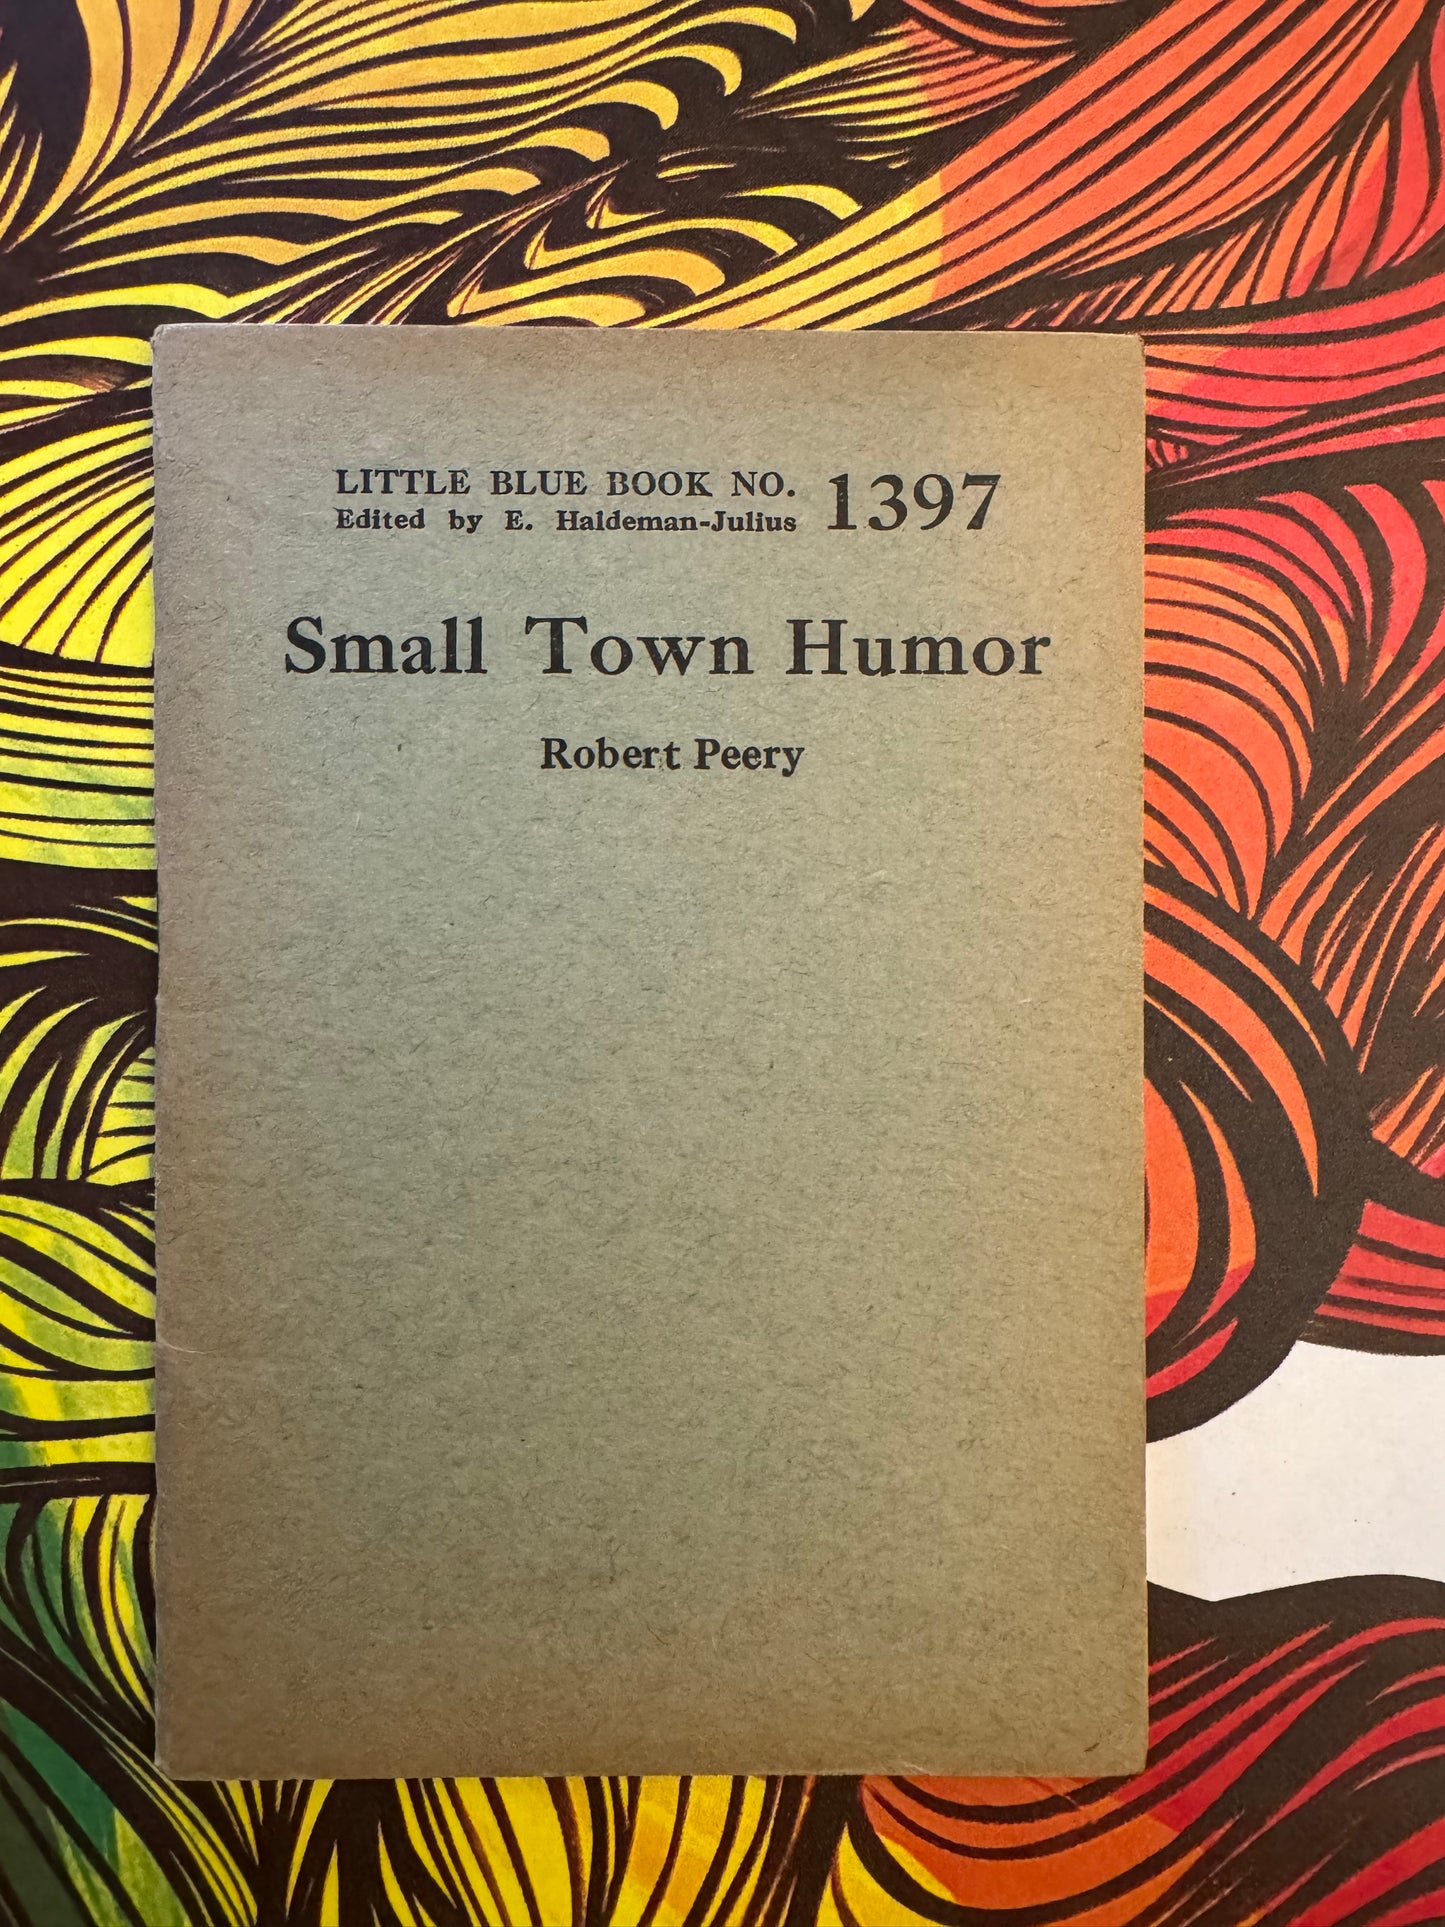 LITTLE BLUE BOOK NO. 1397
Edited by E. Haldeman-Julius
Small Town Humor
Robert Peery